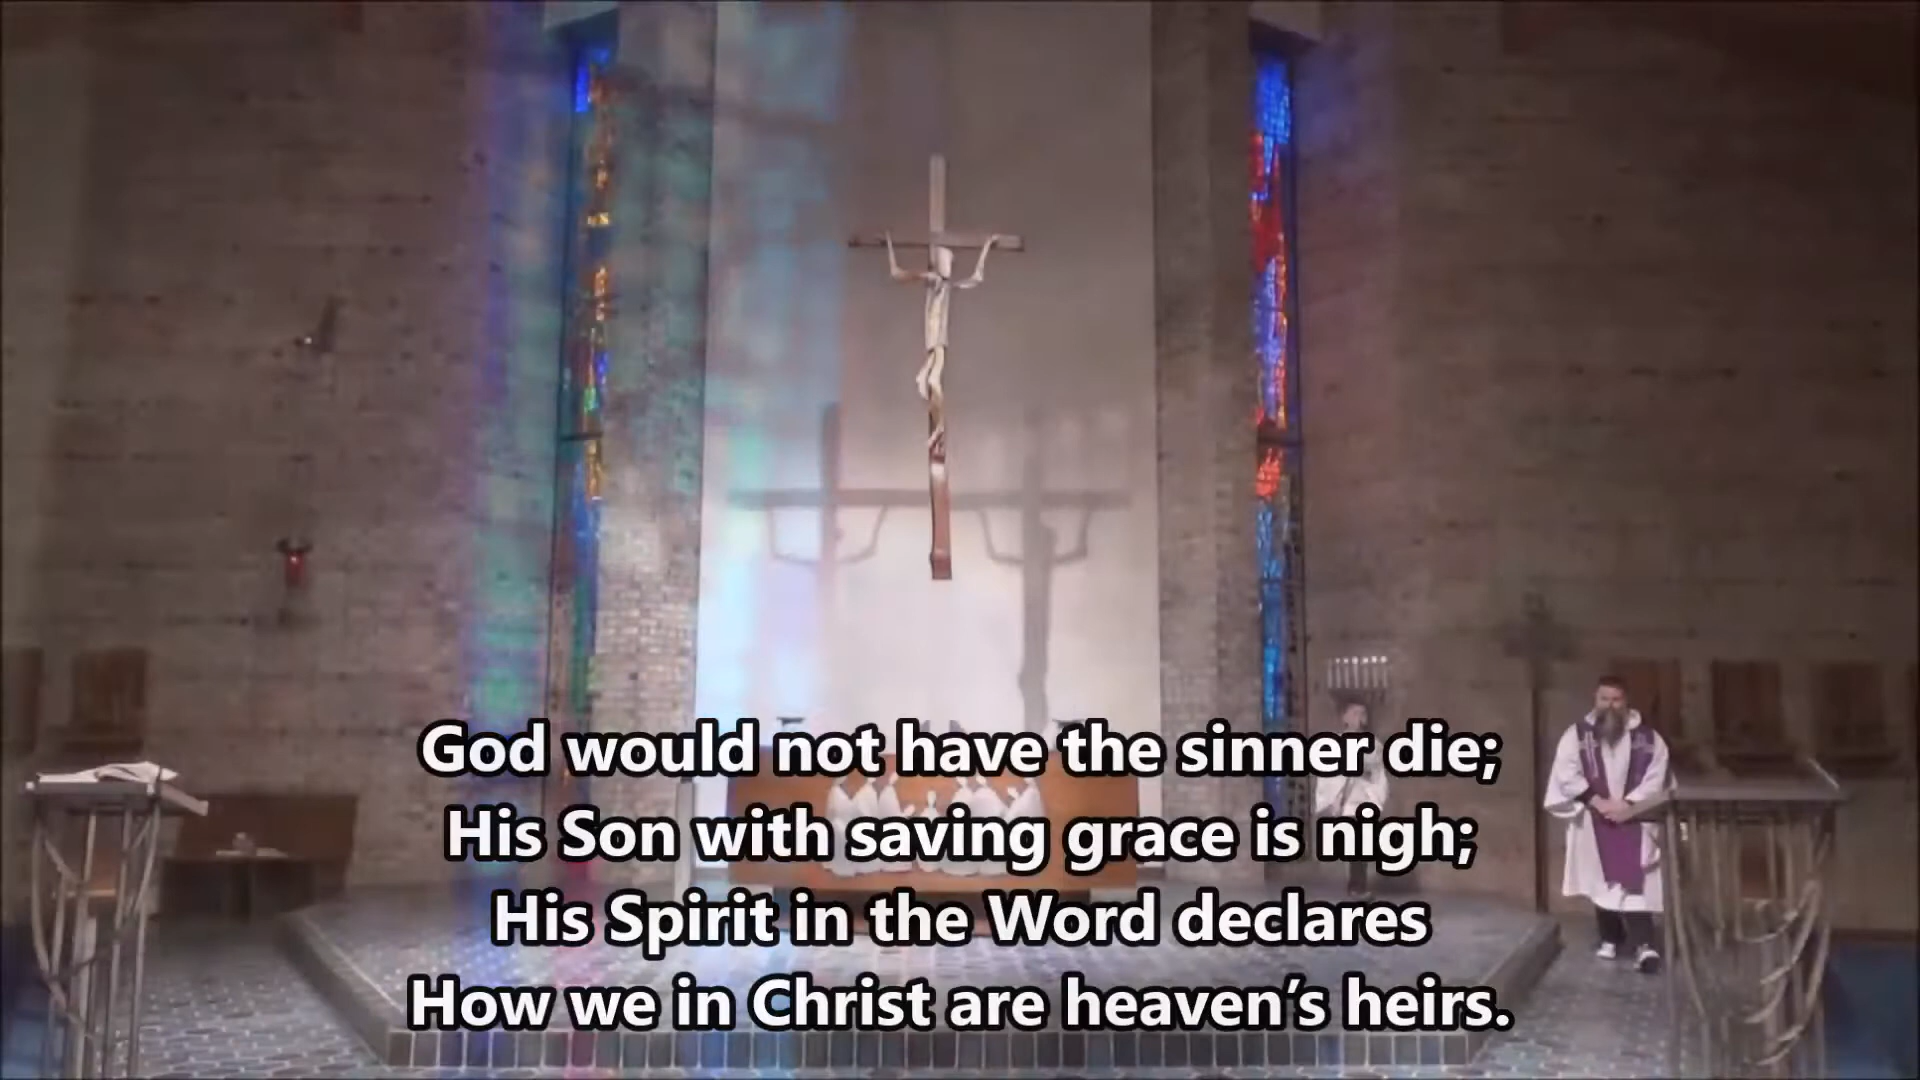 God would not have the sinner die;
His Son with saving grace is nigh;
His Spirit in the Word declares
How we in Christ are heaven’s heirs.